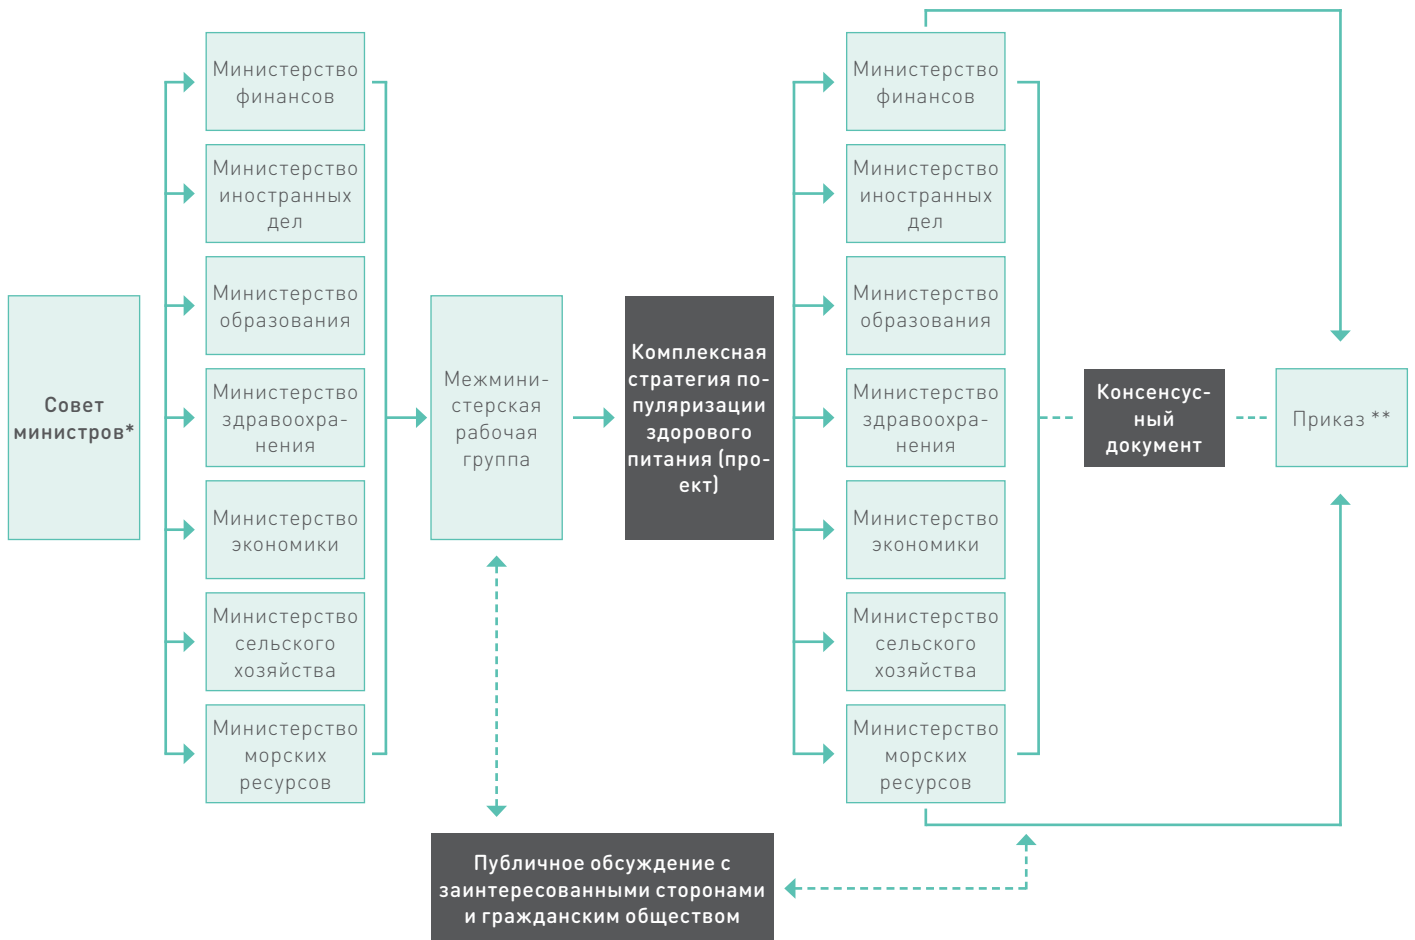 Совет
министров*
Министерство
финансов
Министерство
иностранных
дел
Министерство
образования
Министерство
здравоохра-
нения
Министерство
экономики
Министерство
сельского
хозяйства
Министерство
морских
ресурсов
Межмини-
стерская
рабочая
группа
Комплексная
стратегия по-
пуляризации
здорового
питания (про-
ект)
Министерство
финансов
Министерство
иностранных
дел
Министерство
образования
Министерство
здравоохра-
нения
Министерство
экономики
Министерство
сельского
хозяйства
Министерство
морских
ресурсов
Консенсус-
ный
документ
Приказ **
Публичное обсуждение с
заинтересованными сторонами
и гражданским обществом